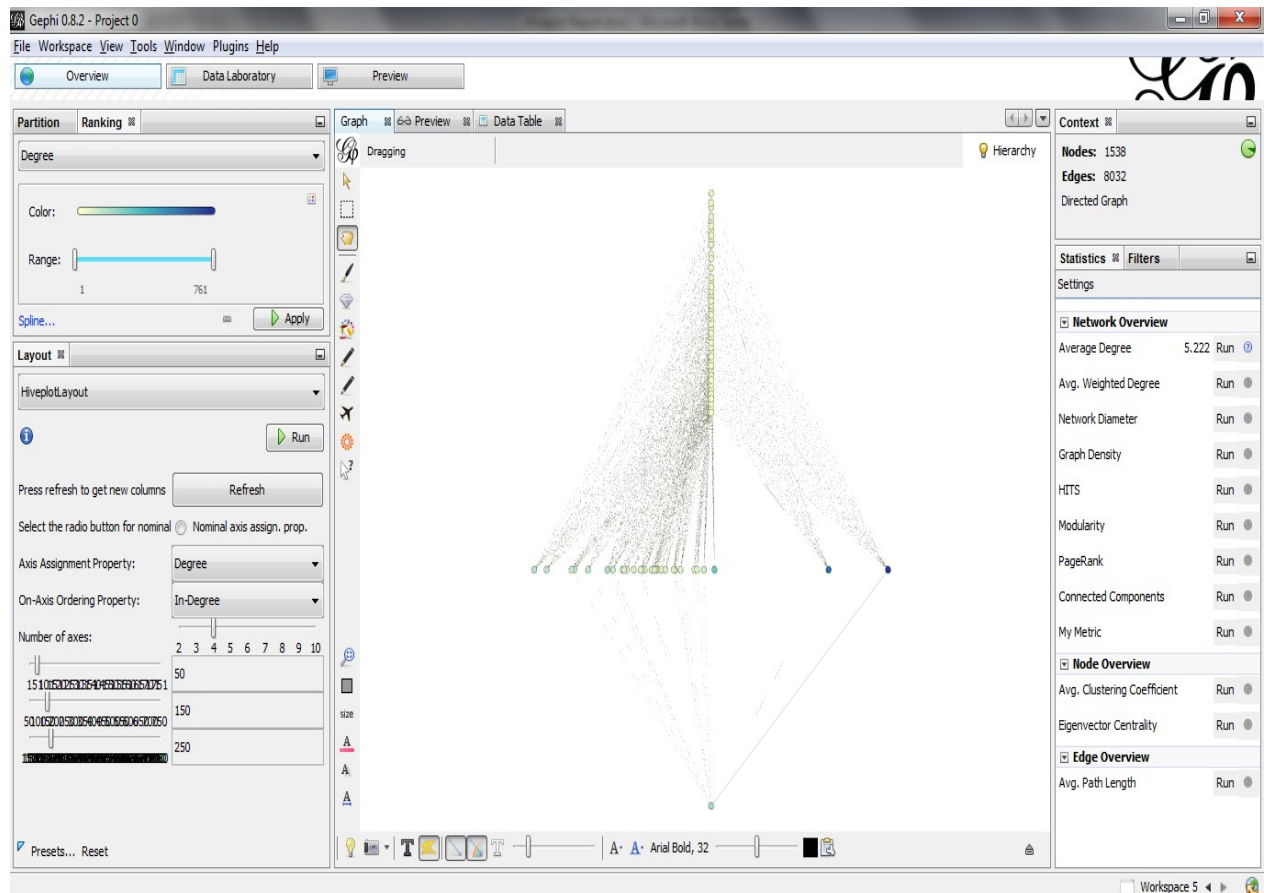 Gephi 0.8.2 - Project 0
File Workspace View Tools Window Plugins Help
Overview Data Laboratory Preview
Partition Ranking
Degree
Color:
Range:
1 761
Spline... Apply
Layout
HiveplotLayout
Run
Press refresh to get new columns Refresh
Select the radio button for nominal Nominal axis assign. prop.
Axis Assignment Property: Degree
On-Axis Ordering Property: In-Degree
Number of axes:
2 3 4 5 6 7 8 9 10
50
150
250
Presets... Reset
Graph Preview Data Table
Dragging Hierarchy
size
A
A
A
T T A- A- Arial Bold, 32
Context
Nodes: 1538
Edges: 8032
Directed Graph
Statistics Filters
Settings
Network Overview
Average Degree 5.222 Run
Avg. Weighted Degree Run
Network Diameter Run
Graph Density Run
HITS Run
Modularity Run
PageRank Run
Connected Components Run
My Metric Run
Node Overview
Avg. Clustering Coefficient Run
Eigenvector Centrality Run
Edge Overview
Avg. Path Length Run
Workspace 5